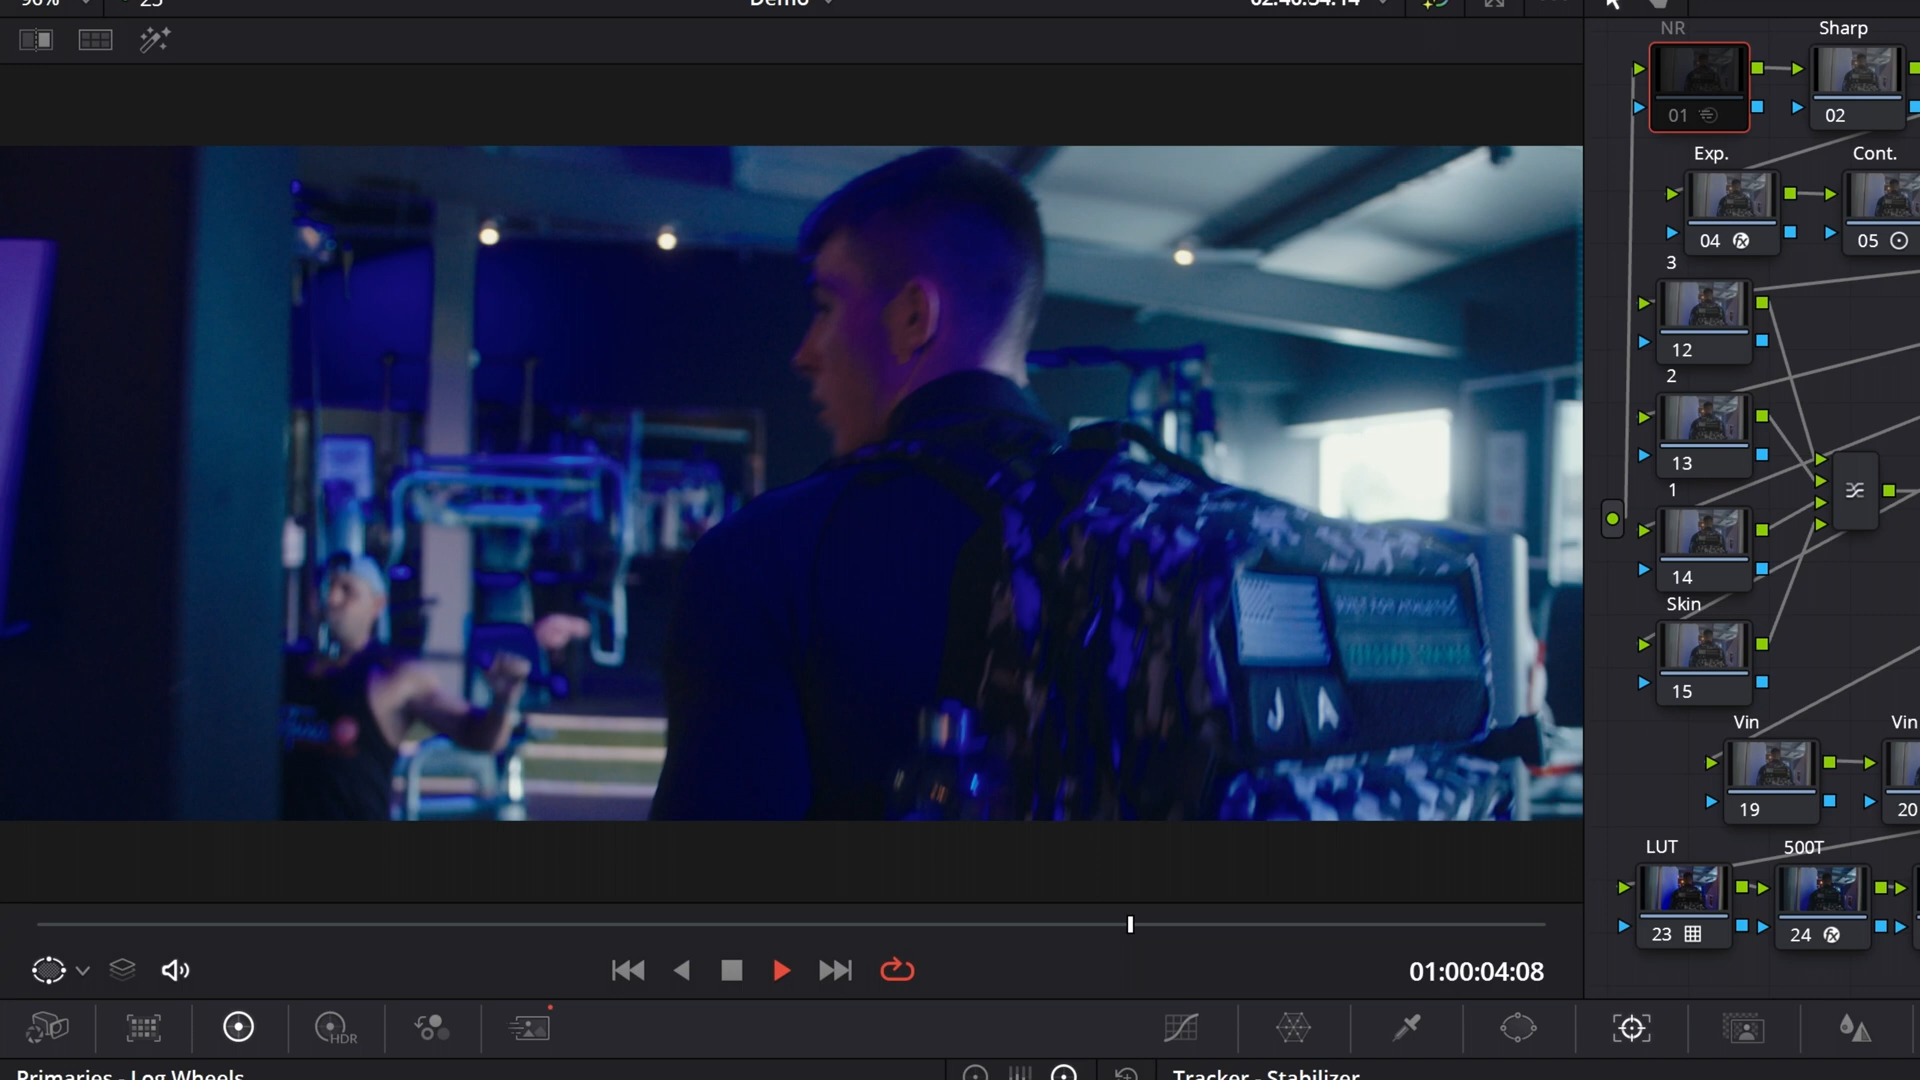 Demo
NR
Sharp
01
02
Exp.
Cont.
04
05
3
12
2
13
1
14
Skin
15
Vin
Vin
19
20
LUT
500T
23
24
J A
01:00:04:08
HDR
Primaries - Log Wheels
Tracker - Stabilizer